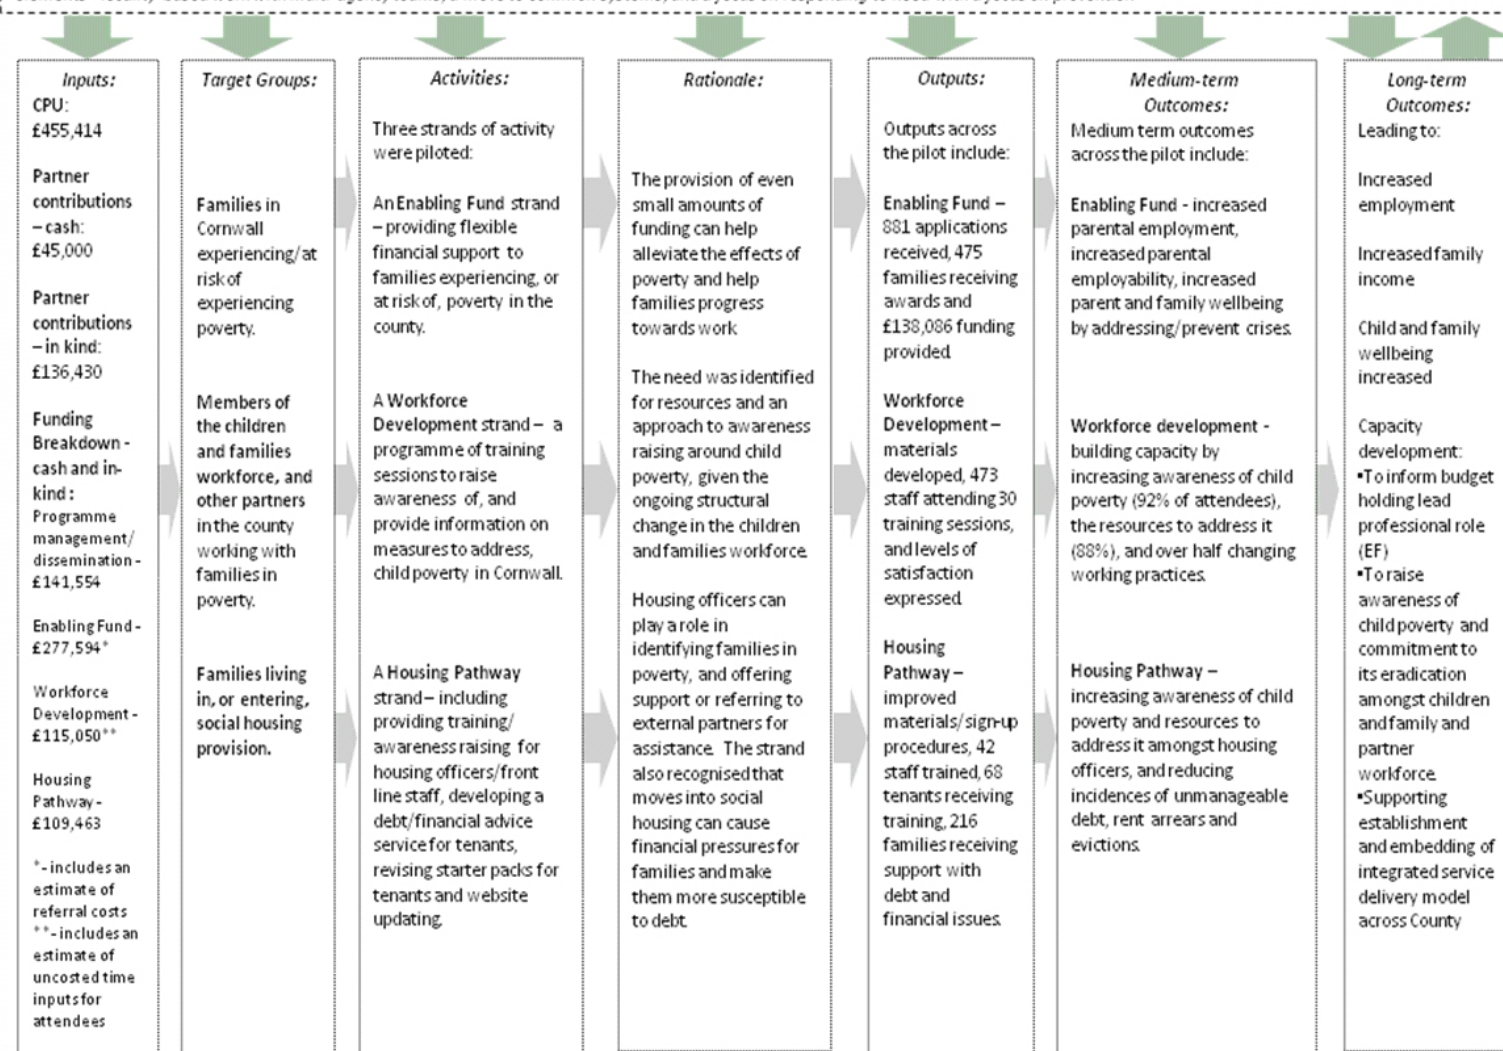 Inputs:
CPU:
£455,414
Partner
contributions
– cash:
£45,000
Partner
contributions
– in kind:
£136,430
Funding
Breakdown -
cash and in-
kind:
Programme
management/
dissemination -
£141,554
Enabling Fund -
£277,594*
Workforce
Development -
£115,050**
Housing
Pathway -
£109,463
* - includes an
estimate of
referral costs
** - includes an
estimate of
uncosted time
inputs for
attendees
Target Groups:
Families in
Cornwall
experiencing/at
risk of
experiencing
poverty.
Members of
the children
and families
workforce, and
other partners
in the county
working with
families in
poverty.
Families living
in, or entering,
social housing
provision.
Activities:
Three strands of activity
were piloted:
An Enabling Fund strand
– providing flexible
financial support to
families experiencing, or
at risk of, poverty in the
county.
A Workforce
Development strand – a
programme of training
sessions to raise
awareness of, and
provide information on
measures to address,
child poverty in Cornwall.
A Housing Pathway
strand – including
providing training/
awareness raising for
housing officers/front
line staff, developing a
debt/financial advice
service for tenants,
revising starter packs for
tenants and website
updating.
Rationale:
The provision of even
small amounts of
funding can help
alleviate the effects of
poverty and help
families progress
towards work
The need was identified
for resources and an
approach to awareness
raising around child
poverty, given the
ongoing structural
change in the children
and families workforce.
Housing officers can
play a role in
identifying families in
poverty, and offering
support or referring to
external partners for
assistance. The strand
also recognised that
moves into social
housing can cause
financial pressures for
families and make
them more susceptible
to debt.
Outputs:
Outputs across
the pilot include:
Enabling Fund –
881 applications
received, 475
families receiving
awards and
£138,086 funding
provided.
Workforce
Development –
materials
developed, 473
staff attending 30
training sessions,
and levels of
satisfaction
expressed.
Housing
Pathway –
improved
materials/sign-up
procedures, 42
staff trained, 68
tenants receiving
training, 216
families receiving
support with
debt and
financial issues.
Medium-term
Outcomes:
Medium term outcomes
across the pilot include:
Enabling Fund - increased
parental employment,
increased parental
employability, increased
parent and family wellbeing
by addressing/prevent crises.
Workforce development -
building capacity by
increasing awareness of child
poverty (92% of attendees),
the resources to address it
(88%), and over half changing
working practices.
Housing Pathway –
increasing awareness of child
poverty and resources to
address it amongst housing
officers, and reducing
incidences of unmanageable
debt, rent arrears and
evictions.
Long-term
Outcomes:
Leading to:
Increased
employment
Increased family
income
Child and family
wellbeing
increased
Capacity
development:
▪To inform budget
holding lead
professional role
(EF)
▪To raise
awareness of
child poverty and
commitment to
its eradication
amongst children
and family and
partner
workforce.
▪Supporting
establishment
and embedding of
integrated service
delivery model
across County